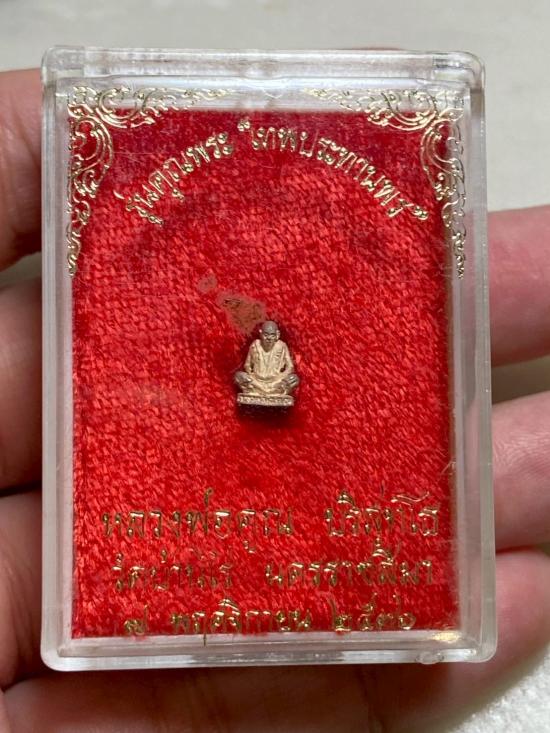 รุ่นคุณพระ "เทพประทานพร"
หลวงพ่อคูณ ปริสุทโธ
วัดบ้านไร่ นครราชสีมา
๗ พฤศจิกายน ๒๕๓๖